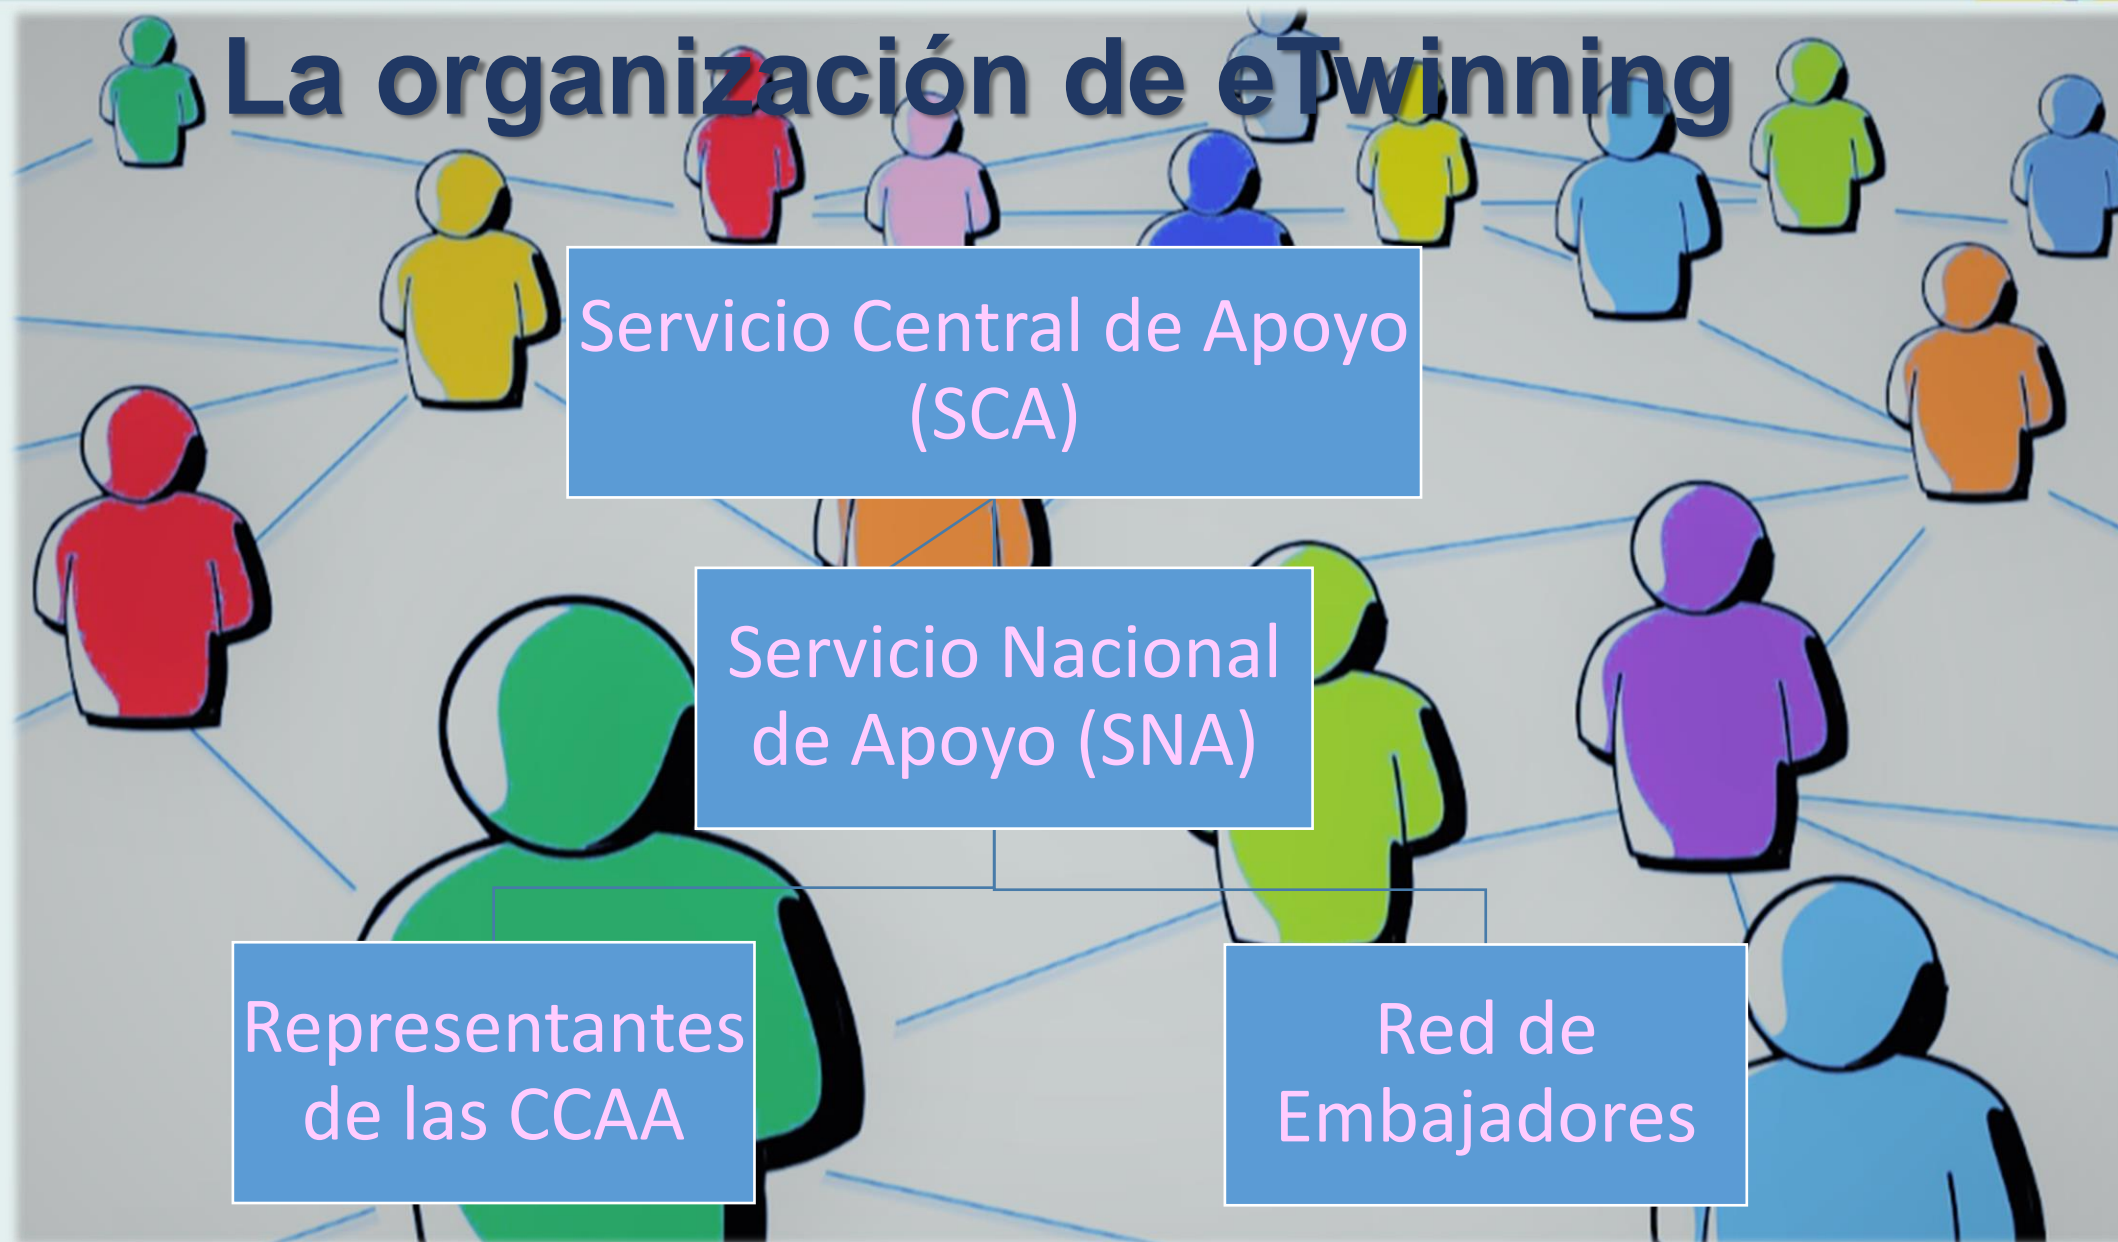 La organización de eTwinning
Servicio Central de Apoyo
(SCA)
Servicio Nacional
de Apoyo (SNA)
Representantes
de las CCAA
Red de
Embajadores